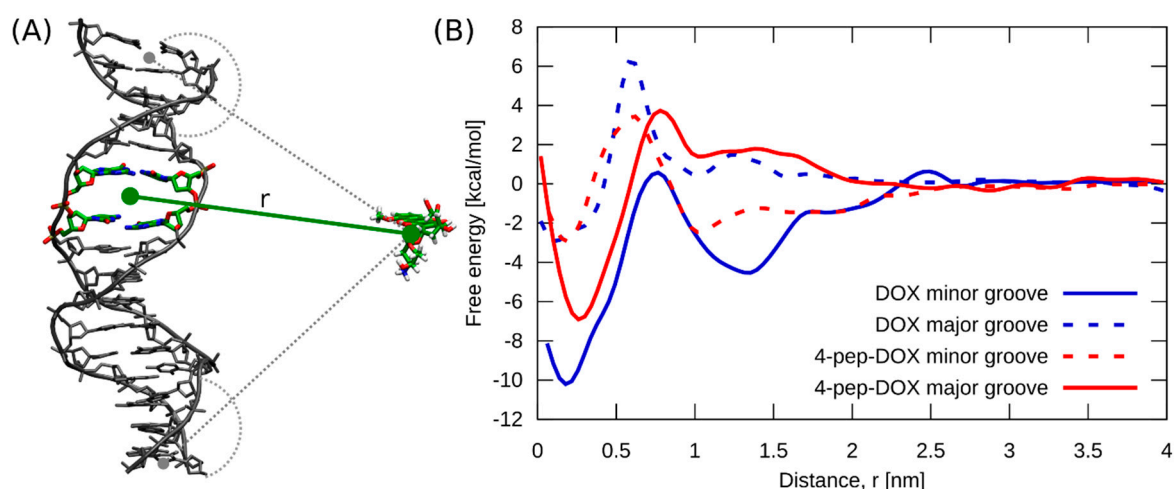 (A)
r
(B)
Free energy [kcal/mol]
8
6
4
2
0
-2
-4
-6
-8
-10
-12
DOX minor groove
DOX major groove
4-pep-DOX minor groove
4-pep-DOX major groove
0 0.5 1 1.5 2 2.5 3 3.5 4
Distance, r [nm]